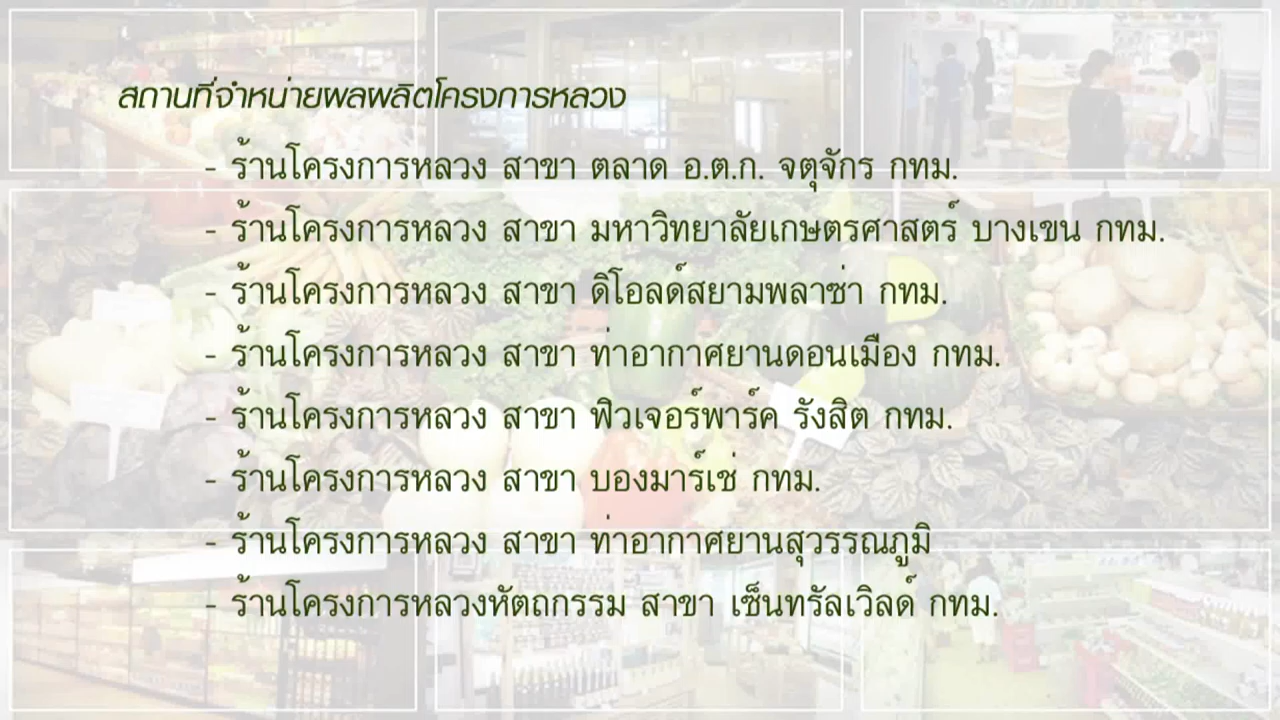 สถานที่จำหน่ายผลผลิตโครงการหลวง
- ร้านโครงการหลวง สาขา ตลาด อ.ต.ก. จตุจักร กทม.
- ร้านโครงการหลวง สาขา มหาวิทยาลัยเกษตรศาสตร์ บางเขน กทม.
- ร้านโครงการหลวง สาขา ดิโอลด์สยามพลาซ่า กทม.
- ร้านโครงการหลวง สาขา ท่าอากาศยานดอนเมือง กทม.
- ร้านโครงการหลวง สาขา ฟิวเจอร์พาร์ค รังสิต กทม.
- ร้านโครงการหลวง สาขา บองมาร์เช่ กทม.
- ร้านโครงการหลวง สาขา ท่าอากาศยานสุวรรณภูมิ
- ร้านโครงการหลวงหัตถกรรม สาขา เซ็นทรัลเวิลด์ กทม.